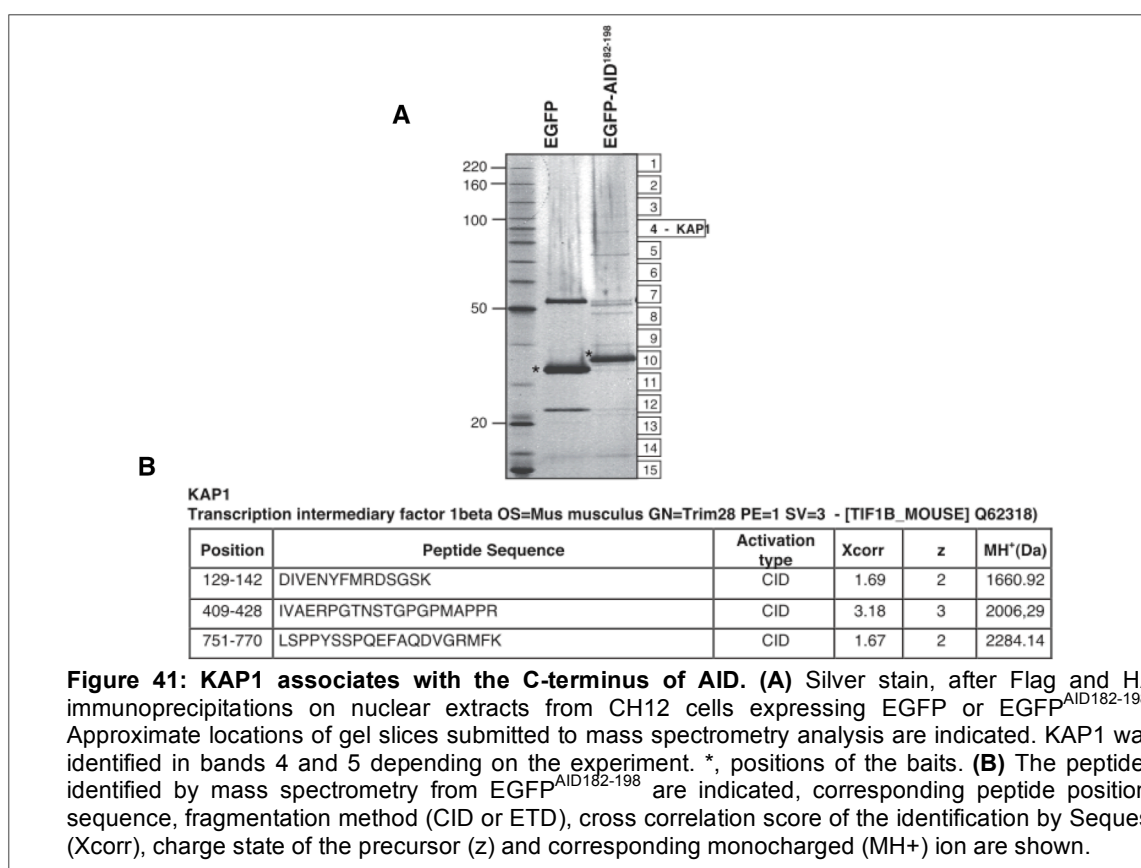 A
EGFP
EGFP-AID182-198
220
160
100
50
20
*
*
1
2
3
4 - KAP1
5
6
7
8
9
10
11
12
13
14
15
B
KAP1
Transcription intermediary factor 1beta OS=Mus musculus GN=Trim28 PE=1 SV=3 - [TIF1B_MOUSE] Q62318)
Position Peptide Sequence Activation type Xcorr z MH+(Da)
129-142 DIVENYFMRDSGSK CID 1.69 2 1660.92
409-428 IVAERPGTNSTGPGPMAPPR CID 3.18 3 2006,29
751-770 LSPPYSSPQEFAQDVGRMFK CID 1.67 2 2284.14
Figure 41: KAP1 associates with the C-terminus of AID. (A) Silver stain, after Flag and H
immunoprecipitations on nuclear extracts from CH12 cells expressing EGFP or EGFPAID182-19
Approximate locations of gel slices submitted to mass spectrometry analysis are indicated. KAP1 wa
identified in bands 4 and 5 depending on the experiment. *, positions of the baits. (B) The peptide
identified by mass spectrometry from EGFPAID182-198 are indicated, corresponding peptide position
sequence, fragmentation method (CID or ETD), cross correlation score of the identification by Seques
(Xcorr), charge state of the precursor (z) and corresponding monocharged (MH+) ion are shown.